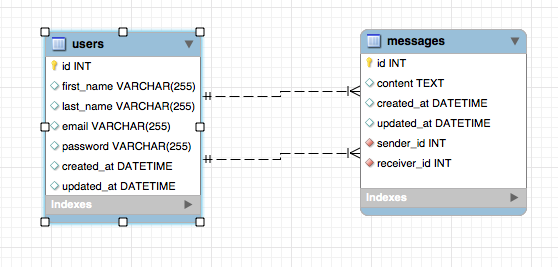 users
id INT
first_name VARCHAR(255)
last_name VARCHAR(255)
email VARCHAR(255)
password VARCHAR(255)
created_at DATETIME
updated_at DATETIME
Indexes
messages
id INT
content TEXT
created_at DATETIME
updated_at DATETIME
sender_id INT
receiver_id INT
Indexes